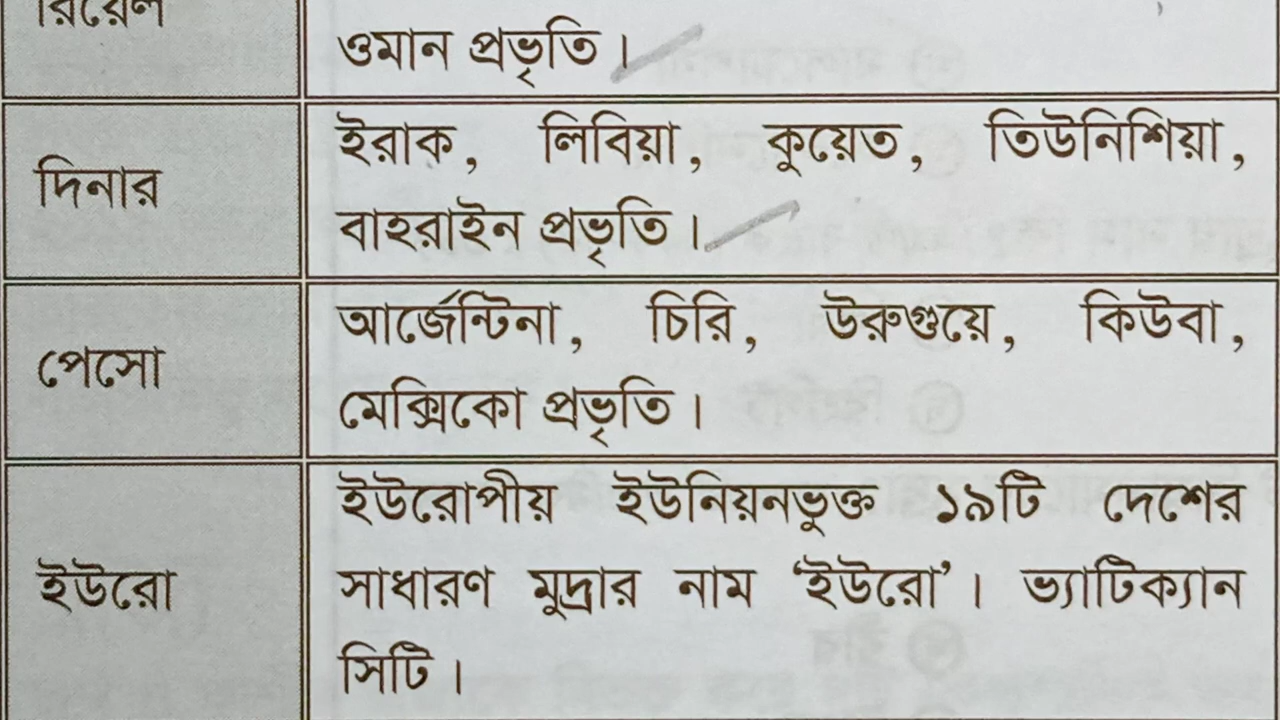 রিয়েল
ওমান প্রভৃতি।
দিনার
ইরাক, লিবিয়া, কুয়েত, তিউনিশিয়া,
বাহরাইন প্রভৃতি।
পেসো
আর্জেন্টিনা, চিরি, উরুগুয়ে, কিউবা,
মেক্সিকো প্রভৃতি।
ইউরো
ইউরোপীয় ইউনিয়নভুক্ত ১৯টি দেশের
সাধারণ মুদ্রার নাম ‘ইউরো’। ভ্যাটিক্যান
সিটি।